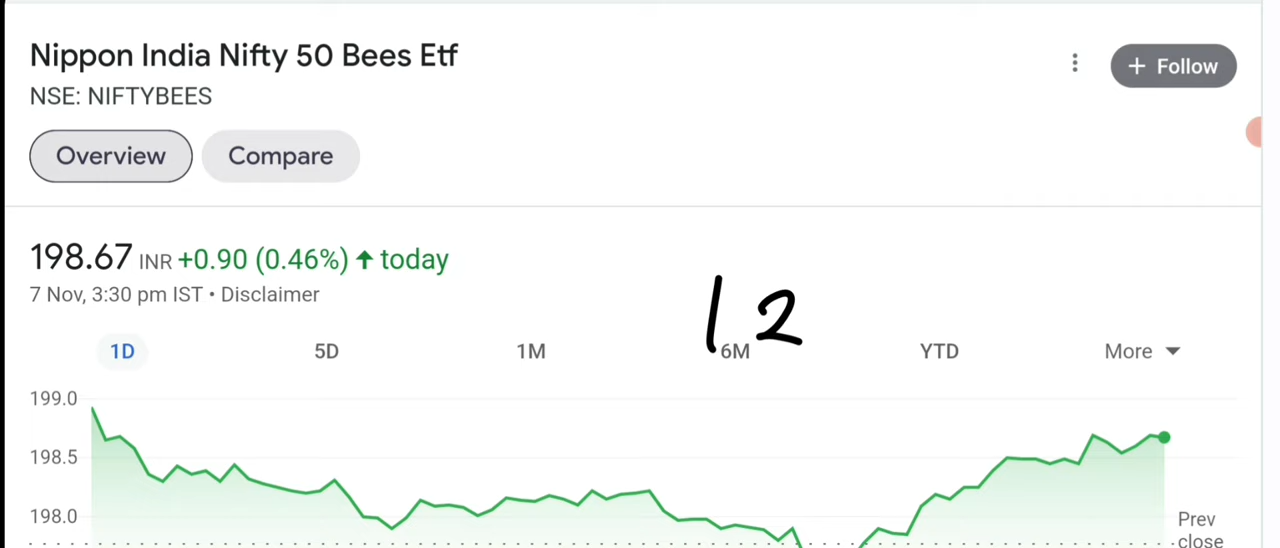 Nippon India Nifty 50 Bees Etf
+ Follow
NSE: NIFTYBEES
Overview Compare
198.67 INR +0.90 (0.46%) ↑ today
7 Nov, 3:30 pm IST • Disclaimer
12
1D 5D 1M 6M YTD More
199.0
198.5
198.0
Prev
close